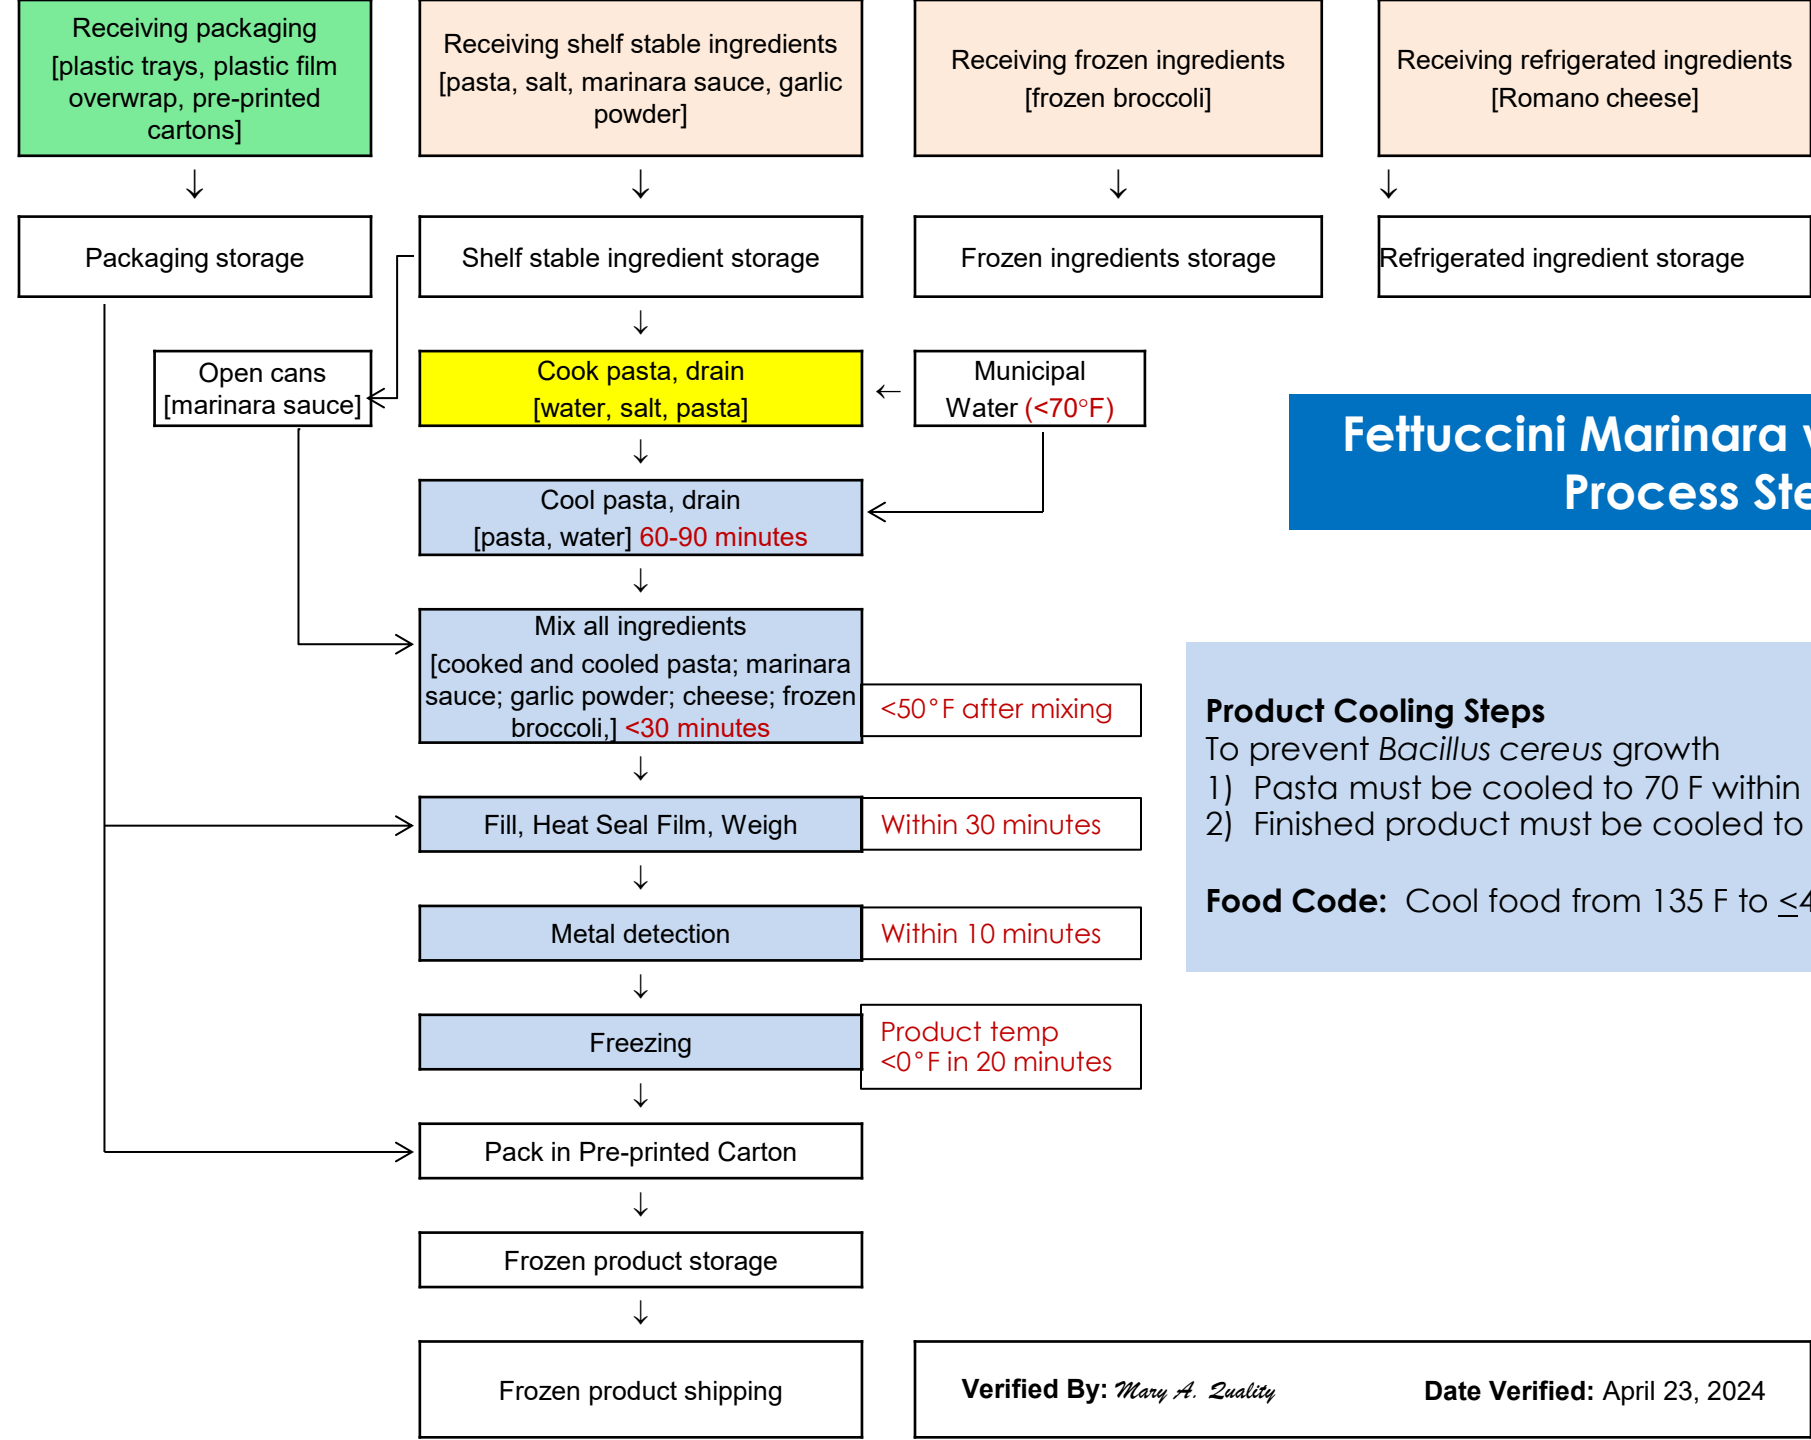 Receiving packaging
[plastic trays, plastic film
overwrap, pre-printed
cartons]
Receiving shelf stable ingredients
[pasta, salt, marinara sauce, garlic
powder]
Receiving frozen ingredients
[frozen broccoli]
Receiving refrigerated ingredients
[Romano cheese]
Packaging storage
Shelf stable ingredient storage
Frozen ingredients storage
Refrigerated ingredient storage
Open cans
[marinara sauce]
Cook pasta, drain
[water, salt, pasta]
Municipal
Water (<70°F)
Fettuccini Marinara
Process
Cool pasta, drain
[pasta, water] 60-90 minutes
Mix all ingredients
[cooked and cooled pasta; marinara
sauce; garlic powder; cheese; frozen
broccoli,] <30 minutes
<50°F after mixing
Product Cooling Steps
To prevent Bacillus cereus growth
1) Pasta must be cooled to 70 F within
2) Finished product must be cooled to
Food Code: Cool food from 135 F to
Fill, Heat Seal Film, Weigh
Within 30 minutes
Metal detection
Within 10 minutes
Freezing
Product temp
<0°F in 20 minutes
Pack in Pre-printed Carton
Frozen product storage
Frozen product shipping
Verified By: Mary A. Quality
Date Verified: April 23, 2024